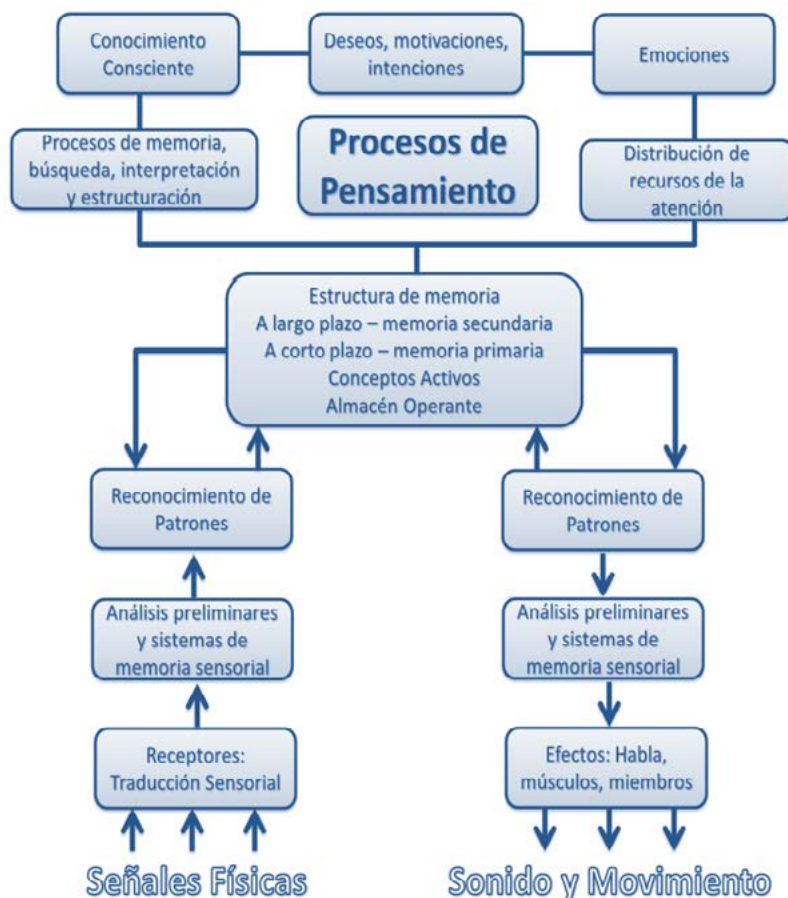 Conocimiento
Consciente
Deseos, motivaciones,
intenciones
Emociones
Procesos de memoria,
búsqueda, interpretación
y estructuración
Procesos de
Pensamiento
Distribución de
recursos de la
atención
Estructura de memoria
A largo plazo – memoria secundaria
A corto plazo – memoria primaria
Conceptos Activos
Almacén Operante
Reconocimiento de
Patrones
Reconocimiento de
Patrones
Análisis preliminares
y sistemas de
memoria sensorial
Análisis preliminares
y sistemas de
memoria sensorial
Receptores:
Traducción Sensorial
Efectos: Habla,
músculos, miembros
Señales Físicas
Sonido y Movimiento